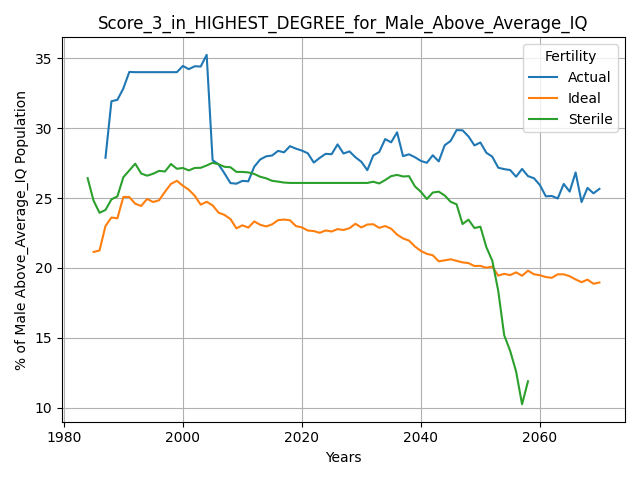 Score_3_in_HIGHEST_DEGREE_for_Male_Above_Average_IQ
% of Male Above_Average_IQ Population
35
30
25
20
15
10
Fertility
Actual
Ideal
Sterile
1980
2000
2020
2040
2060
Years